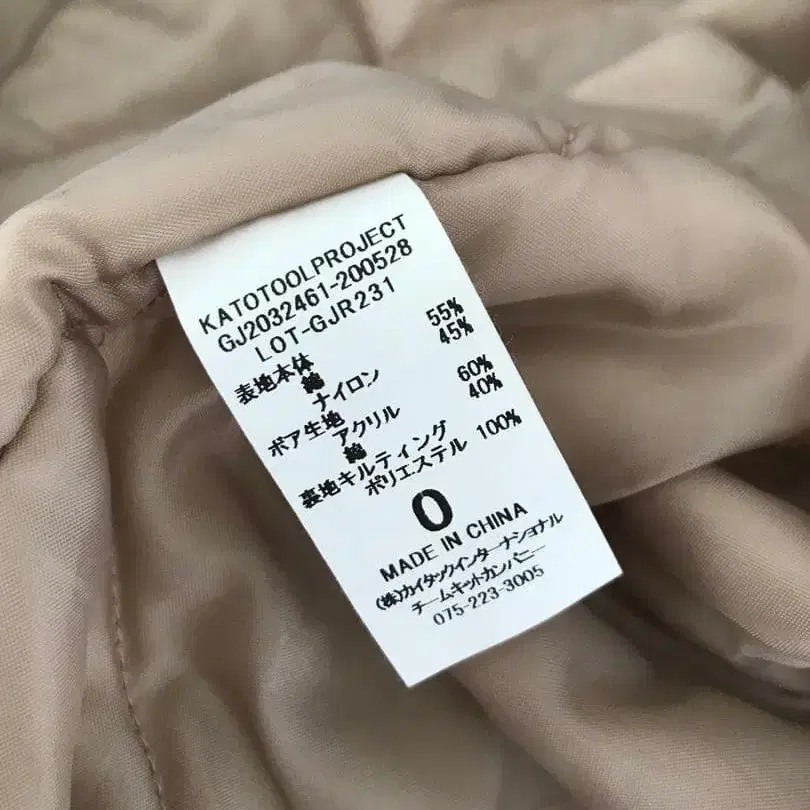 KATOTOOLPROJECT
GJ2032461-200528
LOT-GJR231
表地本体
綿 55%
ナイロン 45%
ボア生地
アクリル 60%
綿 40%
裏地キルティング
ポリエステル 100%
0
MADE IN CHINA
(株)カイタックインターナショナル
チームキットカンパニー
075-223-3005